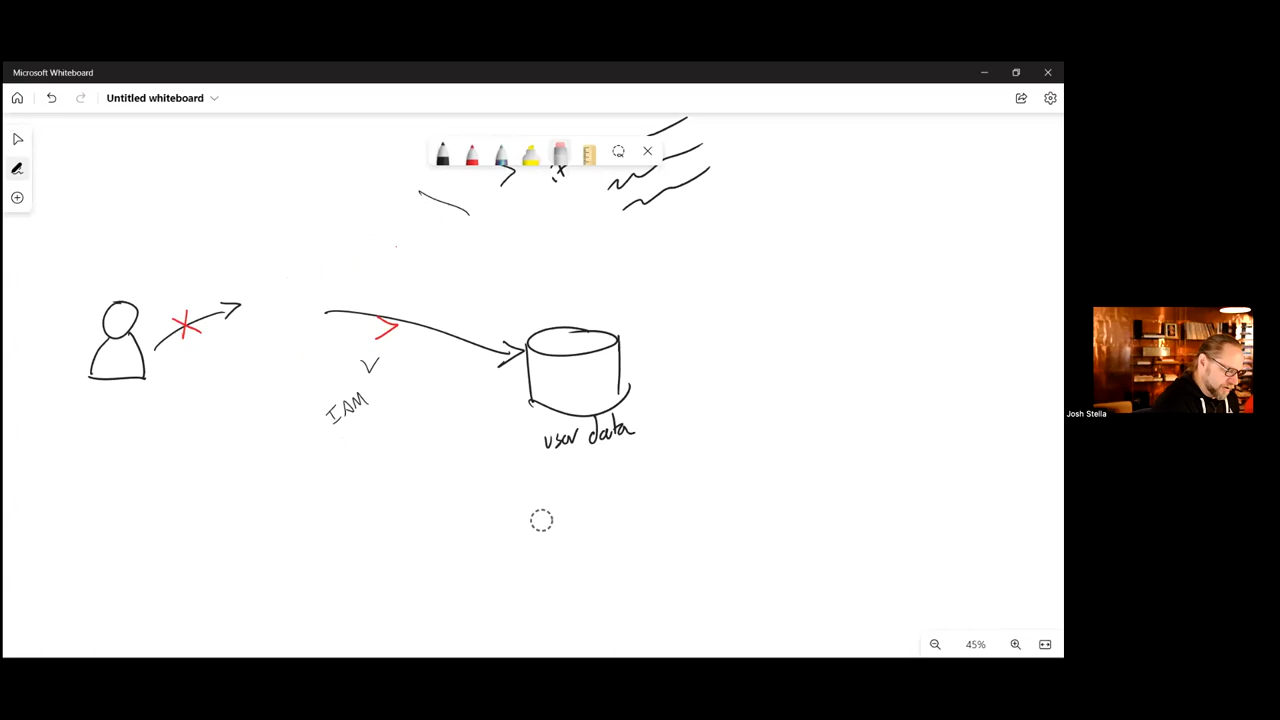 Microsoft Whiteboard
Untitled whiteboard
IAM
user data
Josh Stella
45%